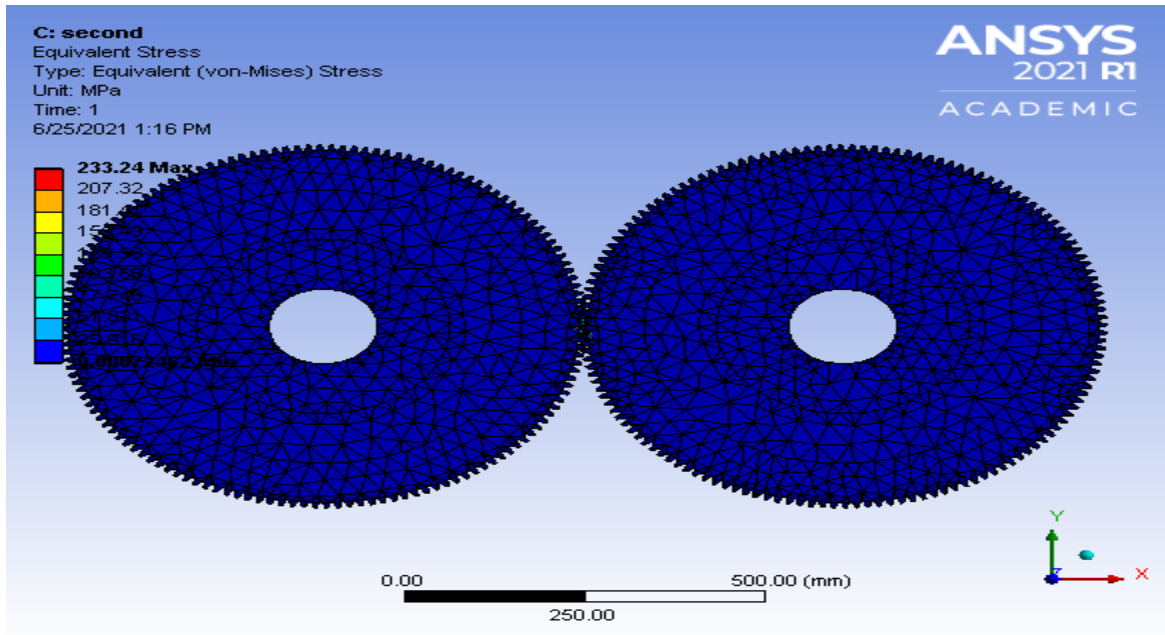 C: second
Equivalent Stress
Type: Equivalent (von-Mises) Stress
Unit: MPa
Time: 1
6/25/2021 1:16 PM
ANSYS
2021 R1
ACADEMIC
233.24 Max
207.32
181
0.00 500.00 (mm)
250.00
Y
X
Z